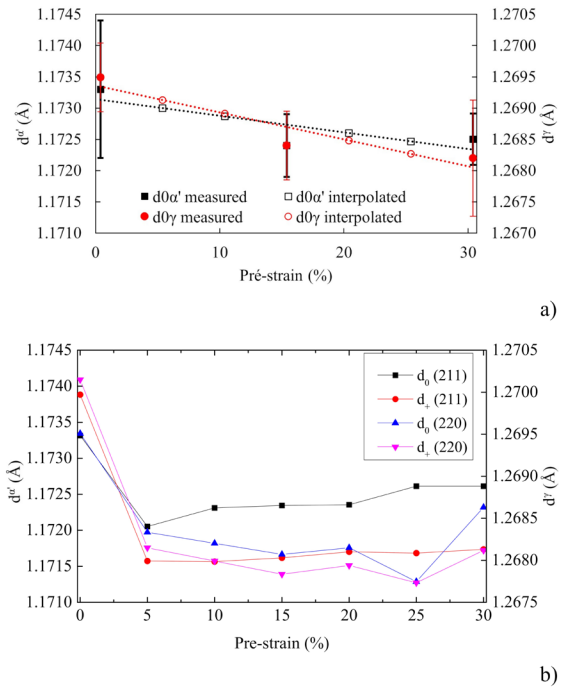 1.1745
1.2705
1.1740
1.2700
1.1735
1.2695
1.1730
1.2690
1.1725
1.2685
1.1720
1.2680
1.1715
1.2675
1.1710
1.2670
dα' (Å)
dγ (Å)
d0α' measured
d0α' interpolated
d0γ measured
d0γ interpolated
0 10 20 30
Pré-strain (%)
a)
1.1745
1.2705
1.1740
1.2700
1.1735
1.2695
1.1730
1.2690
1.1725
1.2685
1.1720
1.2680
1.1715
1.1710
1.2675
dα' (Å)
dγ (Å)
d0 (211)
d+ (211)
d0 (220)
d+ (220)
0 5 10 15 20 25 30
Pre-strain (%)
b)